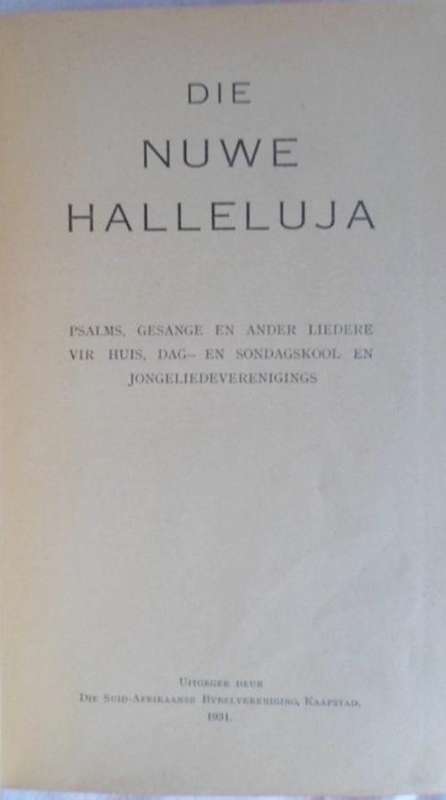 DIE
NUWE
HALLELUJA
PSALMS, GESANGE EN ANDER LIEDERE
VIR HUIS, DAG- EN SONDAGSKOOL EN
JONGELIEDEVERENIGINGS
UITGEGEE DEUR
DIE SUID-AFRIKAANSE BYBELVERENIGING, KAAPSTAD.
1931.